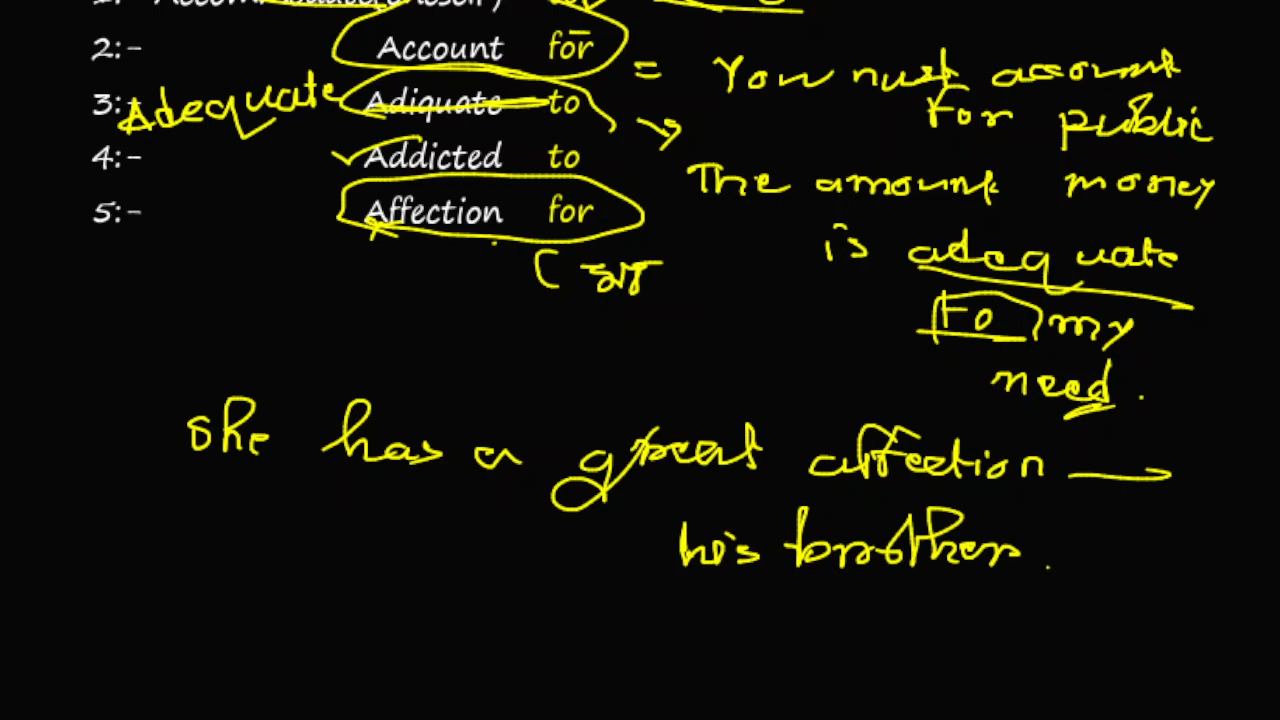 2:- Account for = You must account
for public
3:- Adequate Adiquate to
4:- Addicted to
The amount money
5:- Affection for
is adequate
to my
need.
She has a great affection
his brother.